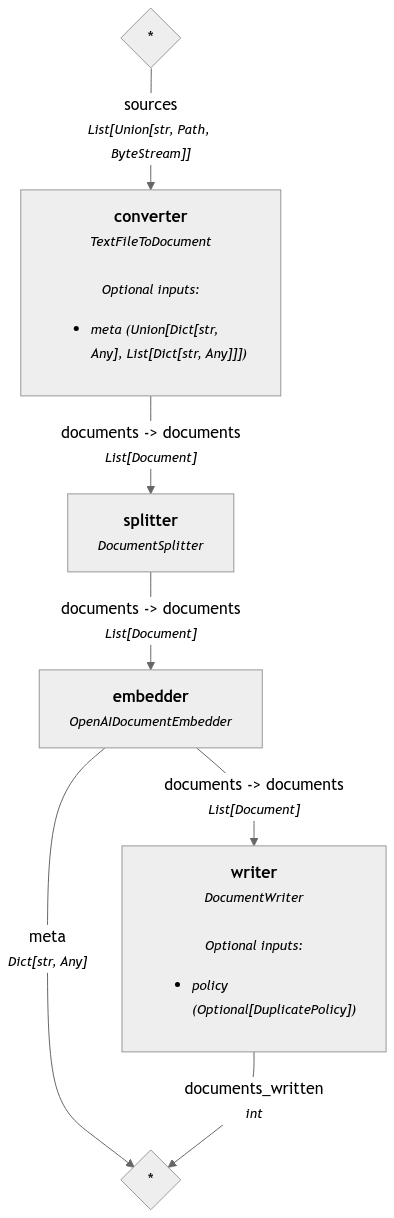 *
sources
List[Union[str, Path,
ByteStream]]
converter
TextFileToDocument
Optional inputs:
• meta (Union[Dict[str,
Any], List[Dict[str, Any]]])
documents -> documents
List[Document]
splitter
DocumentSplitter
documents -> documents
List[Document]
embedder
OpenAIDocumentEmbedder
documents -> documents
List[Document]
writer
DocumentWriter
Optional inputs:
• policy
(Optional[DuplicatePolicy])
meta
Dict[str, Any]
documents_written
int
*